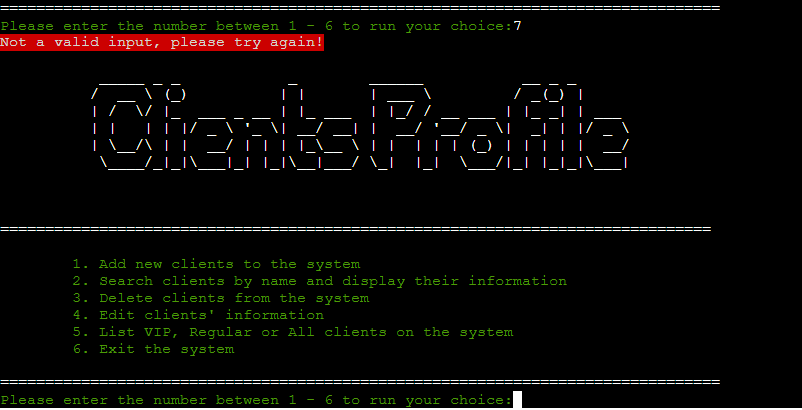 Please enter the number between 1 - 6 to run your choice:7
Not a valid input, please try again!
ClientsProfile
1. Add new clients to the system
2. Search clients by name and display their information
3. Delete clients from the system
4. Edit clients' information
5. List VIP, Regular or All clients on the system
6. Exit the system
Please enter the number between 1 - 6 to run your choice: